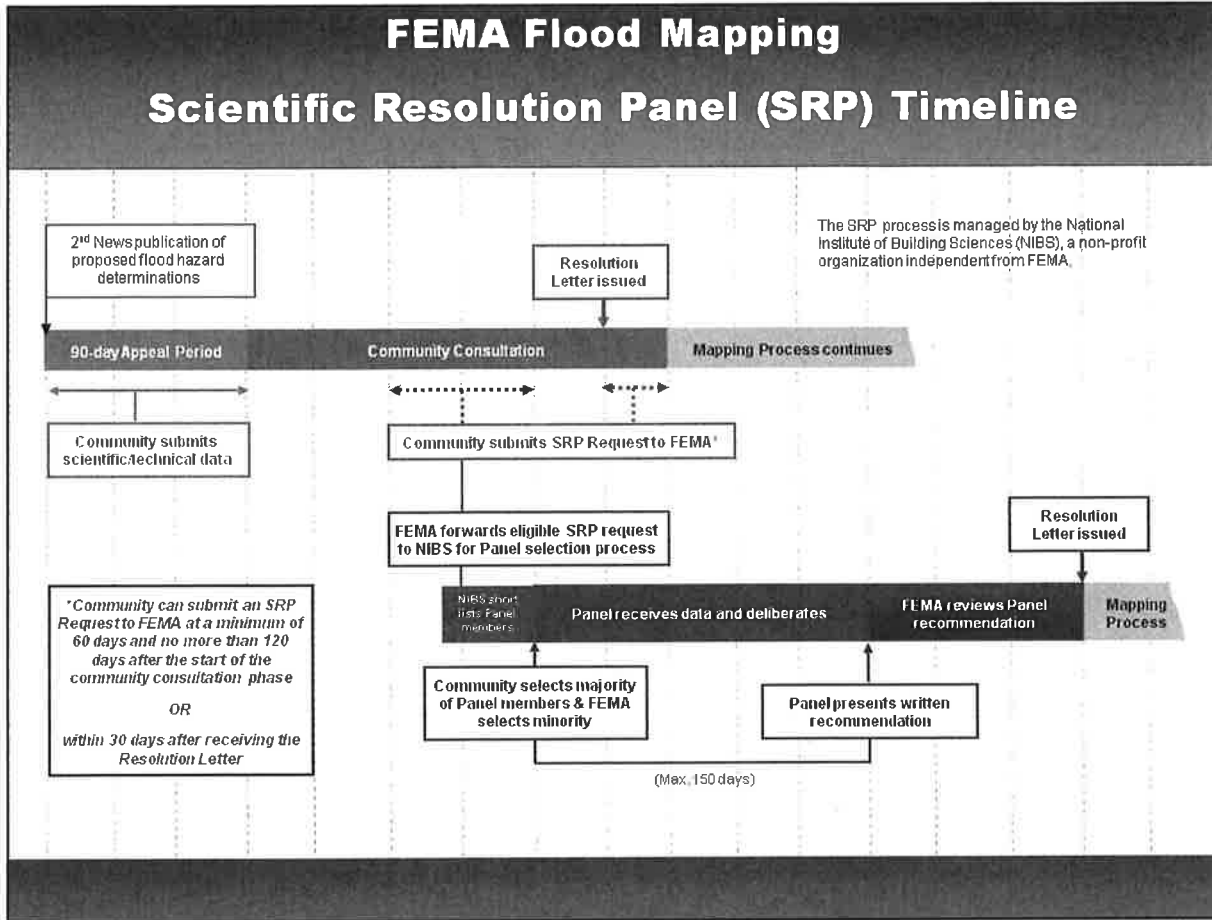 FEMA Flood Mapping
Scientific Resolution Panel (SRP) Timeline
2nd News publication of
proposed flood hazard
determinations
Resolution
Letter issued
The SRP process is managed by the National
Institute of Building Sciences (NIBS), a non-profit
organization independent from FEMA.
90-day Appeal Period
Community Consultation
Mapping Process continues
Community submits
scientific/technical data
Community submits SRP Request to FEMA*
FEMA forwards eligible SRP request
to NIBS for Panel selection process
Resolution
Letter issued
*Community can submit an SRP
Request to FEMA at a minimum of
60 days and no more than 120
days after the start of the
community consultation phase
OR
within 30 days after receiving the
Resolution Letter
NIBS short
lists Panel
members
Panel receives data and deliberates
FEMA reviews Panel
recommendation
Mapping
Process
Community selects majority
of Panel members & FEMA
selects minority
Panel presents written
recommendation
(Max. 150 days)